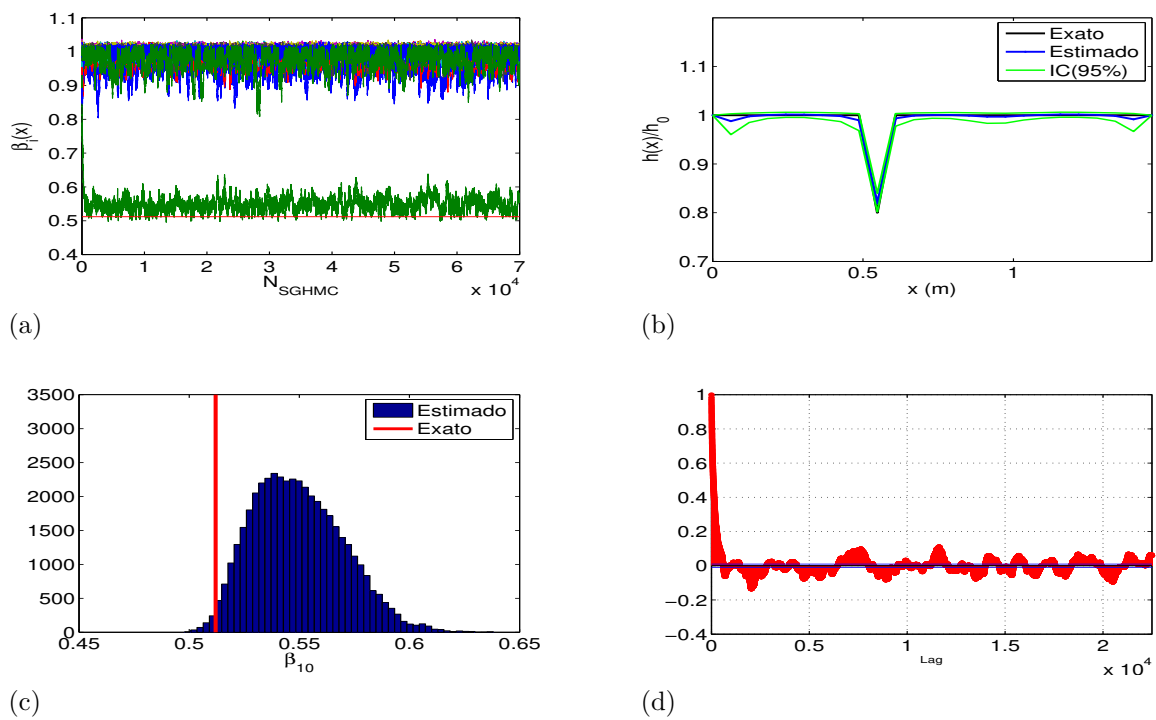 1.1
1
0.9
0.8
0.7
0.6
0.5
0.4
β_i(x)
0 1 2 3 4 5 6 7
N_SGHMC
x 10^4
(a)
Exato
Estimado
IC(95%)
1.1
1
0.9
0.8
0.7
h(x)/h_0
0 0.5 1
x (m)
(b)
3500
3000
2500
2000
1500
1000
500
0
Estimado
Exato
0.45 0.5 0.55 0.6 0.65
β_10
(c)
1
0.8
0.6
0.4
0.2
0
−0.2
−0.4
0 0.5 1 1.5 2
Lag
x 10^4
(d)